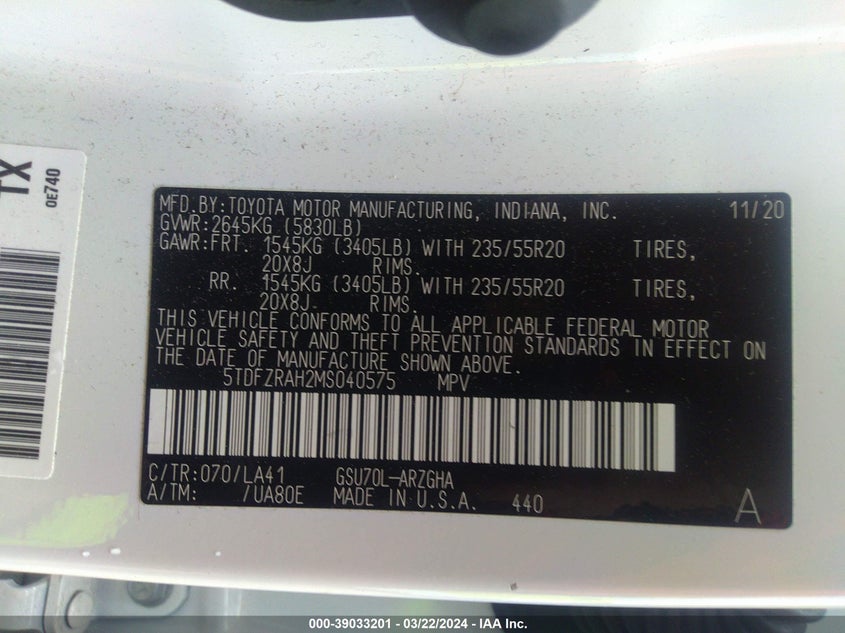 TX
OE740
MFD.BY:TOYOTA MOTOR MANUFACTURING, INDIANA, INC. 11/20
GVWR:2645KG (5830LB)
GAWR:FRT. 1545KG (3405LB) WITH 235/55R20 TIRES,
20X8J RIMS.
RR. 1545KG (3405LB) WITH 235/55R20 TIRES,
20X8J RIMS.
THIS VEHICLE CONFORMS TO ALL APPLICABLE FEDERAL MOTOR
VEHICLE SAFETY AND THEFT PREVENTION STANDARDS IN EFFECT ON
THE DATE OF MANUFACTURE SHOWN ABOVE.
5TDFZRAH2MS040575 MPV
C/TR:070/LA41 GSU70L-ARZGHA
A/TM: /UA80E MADE IN U.S.A. 440 A
000-39033201 - 03/22/2024 - IAA Inc.